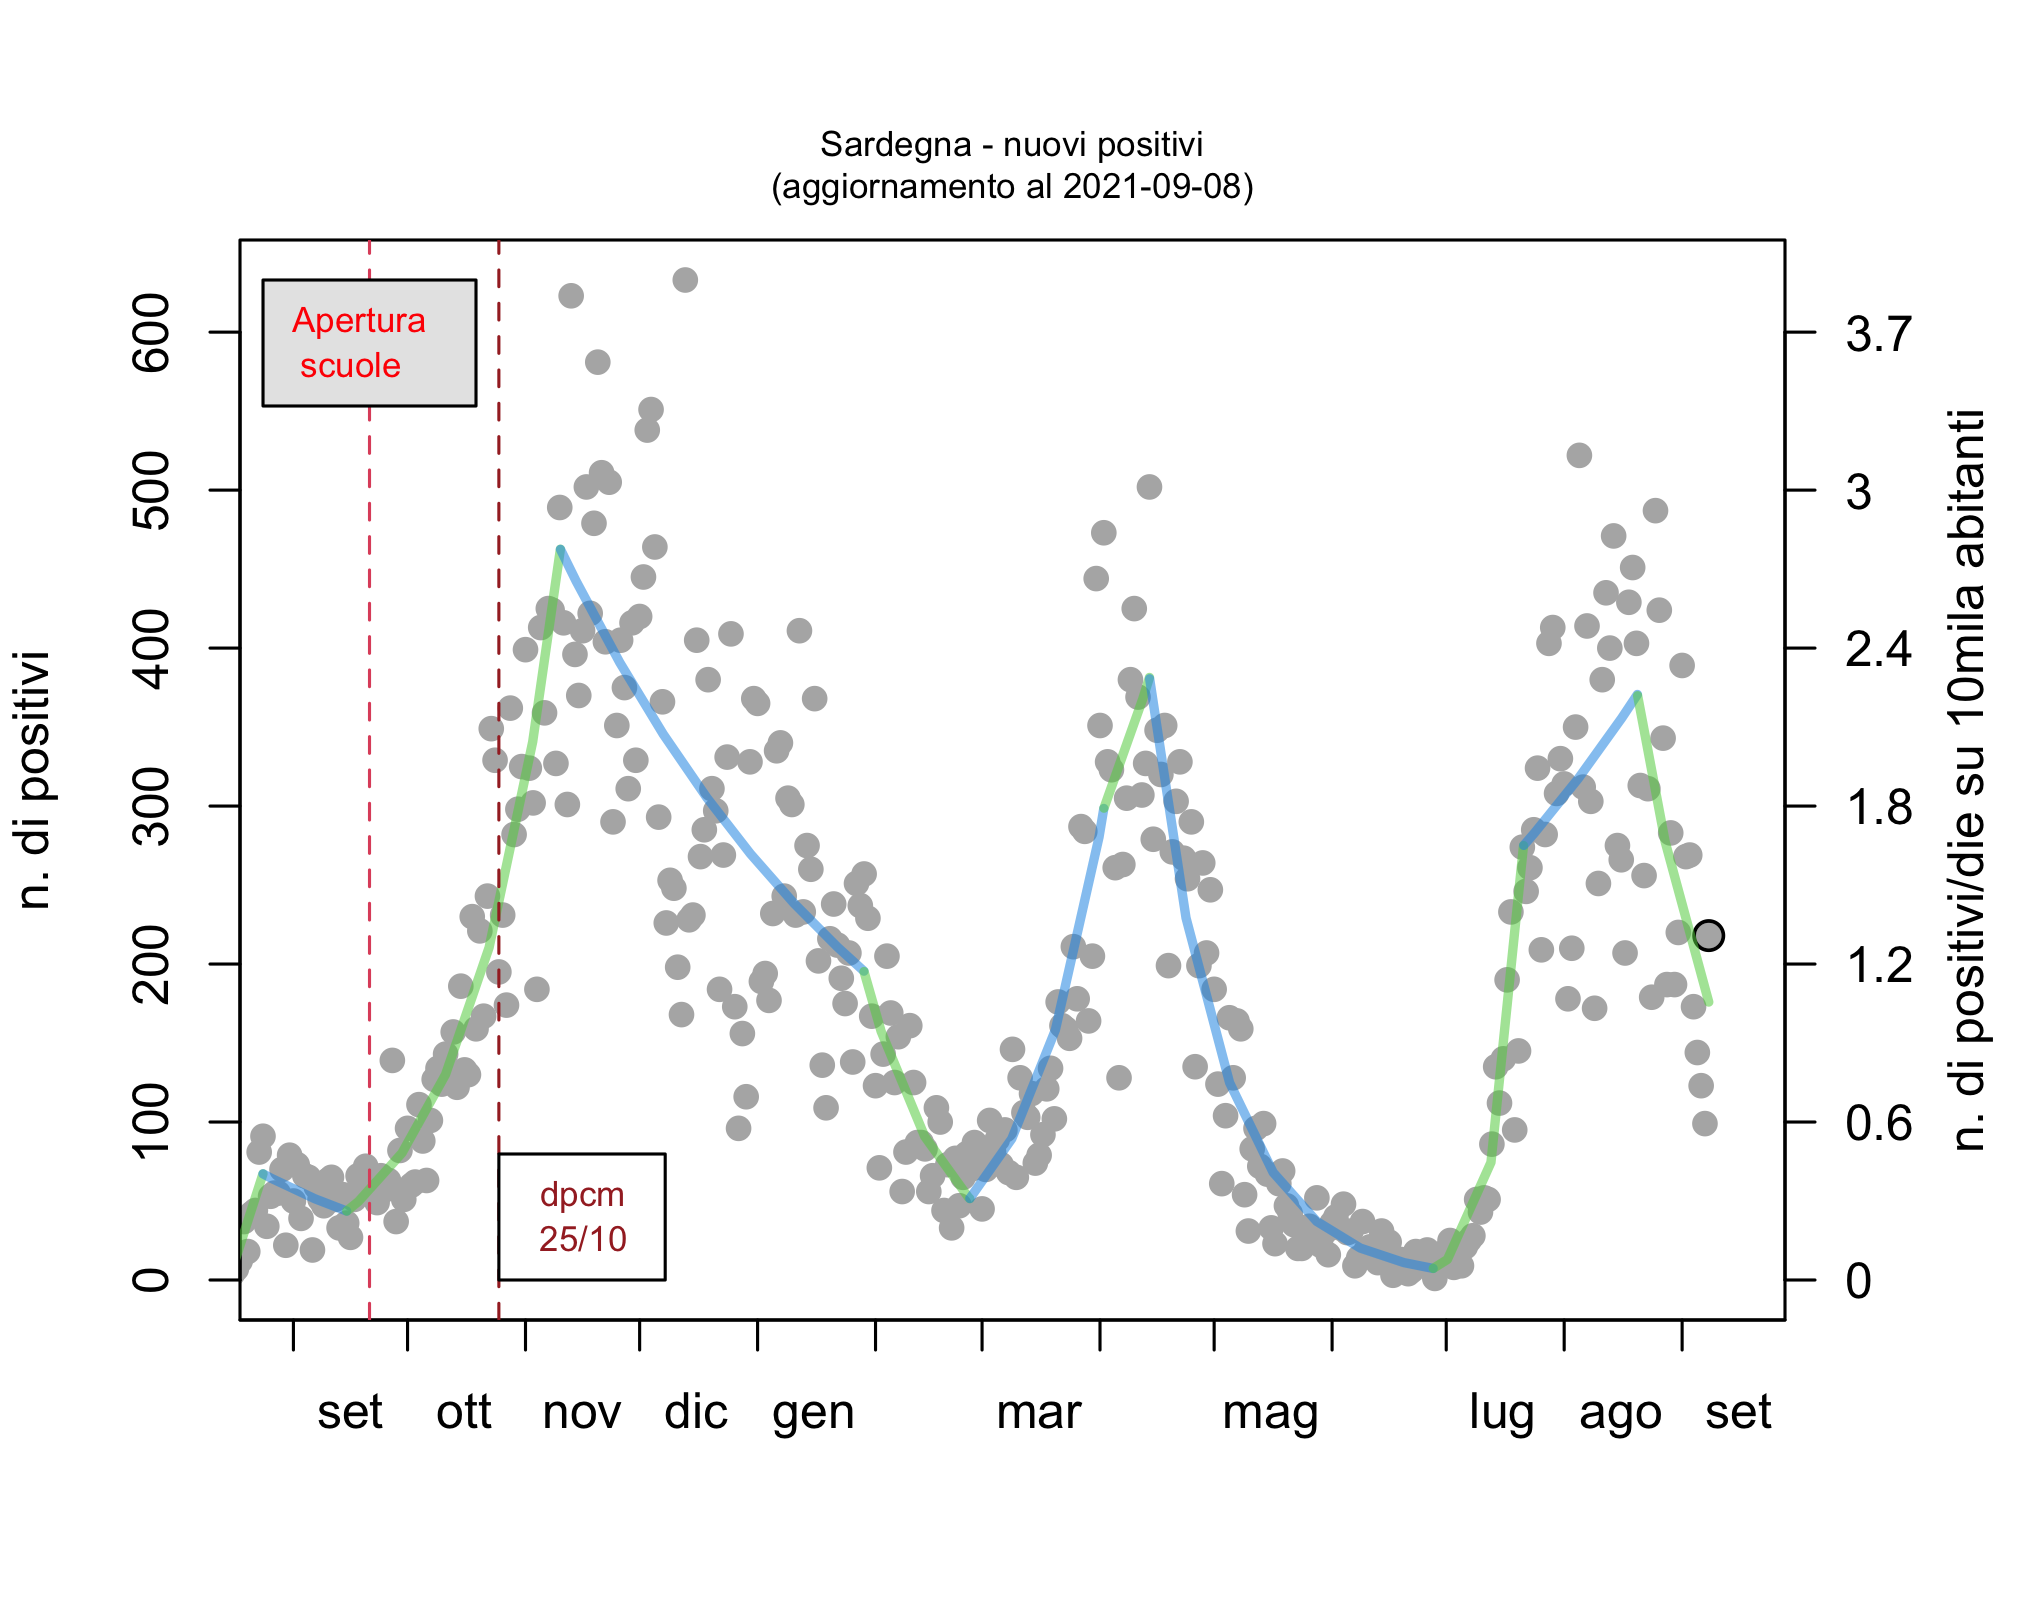 Sardegna - nuovi positivi
(aggiornamento al 2021-09-08)
n. di positivi
0
100
200
300
400
500
600
Apertura
scuole
dpcm
25/10
3.7
3
2.4
1.8
1.2
0.6
0
n. di positivi/die su 10mila abitanti
set ott nov dic gen mar mag lug ago set